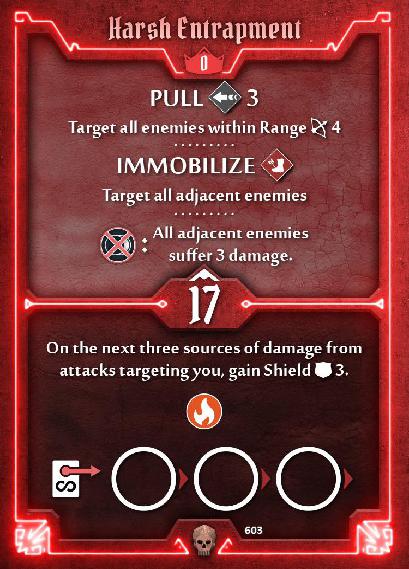 Harsh Entrapment
0
PULL 3
Target all enemies within Range 4
IMMOBILIZE
Target all adjacent enemies
: All adjacent enemies
suffer 3 damage.
17
On the next three sources of damage from
attacks targeting you, gain Shield 3.
603